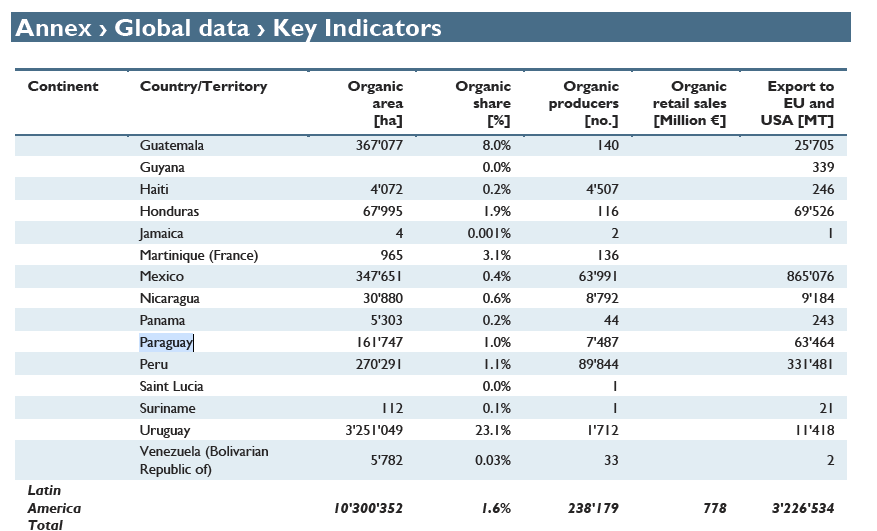 Annex › Global data › Key Indicators
Continent Country/Territory Organic area [ha] Organic share [%] Organic producers [no.] Organic retail sales [Million €] Export to EU and USA [MT]
Guatemala 367'077 8.0% 140 25'705
Guyana 0.0% 339
Haiti 4'072 0.2% 4'507 246
Honduras 67'995 1.9% 116 69'526
Jamaica 4 0.001% 2 1
Martinique (France) 965 3.1% 136
Mexico 347'651 0.4% 63'991 865'076
Nicaragua 30'880 0.6% 8'792 9'184
Panama 5'303 0.2% 44 243
Paraguay 161'747 1.0% 7'487 63'464
Peru 270'291 1.1% 89'844 331'481
Saint Lucia 0.0% 1
Suriname 112 0.1% 1 21
Uruguay 3'251'049 23.1% 1'712 11'418
Venezuela (Bolivarian
Republic of) 5'782 0.03% 33 2
Latin
America 10'300'352 1.6% 238'179 778 3'226'534
Total